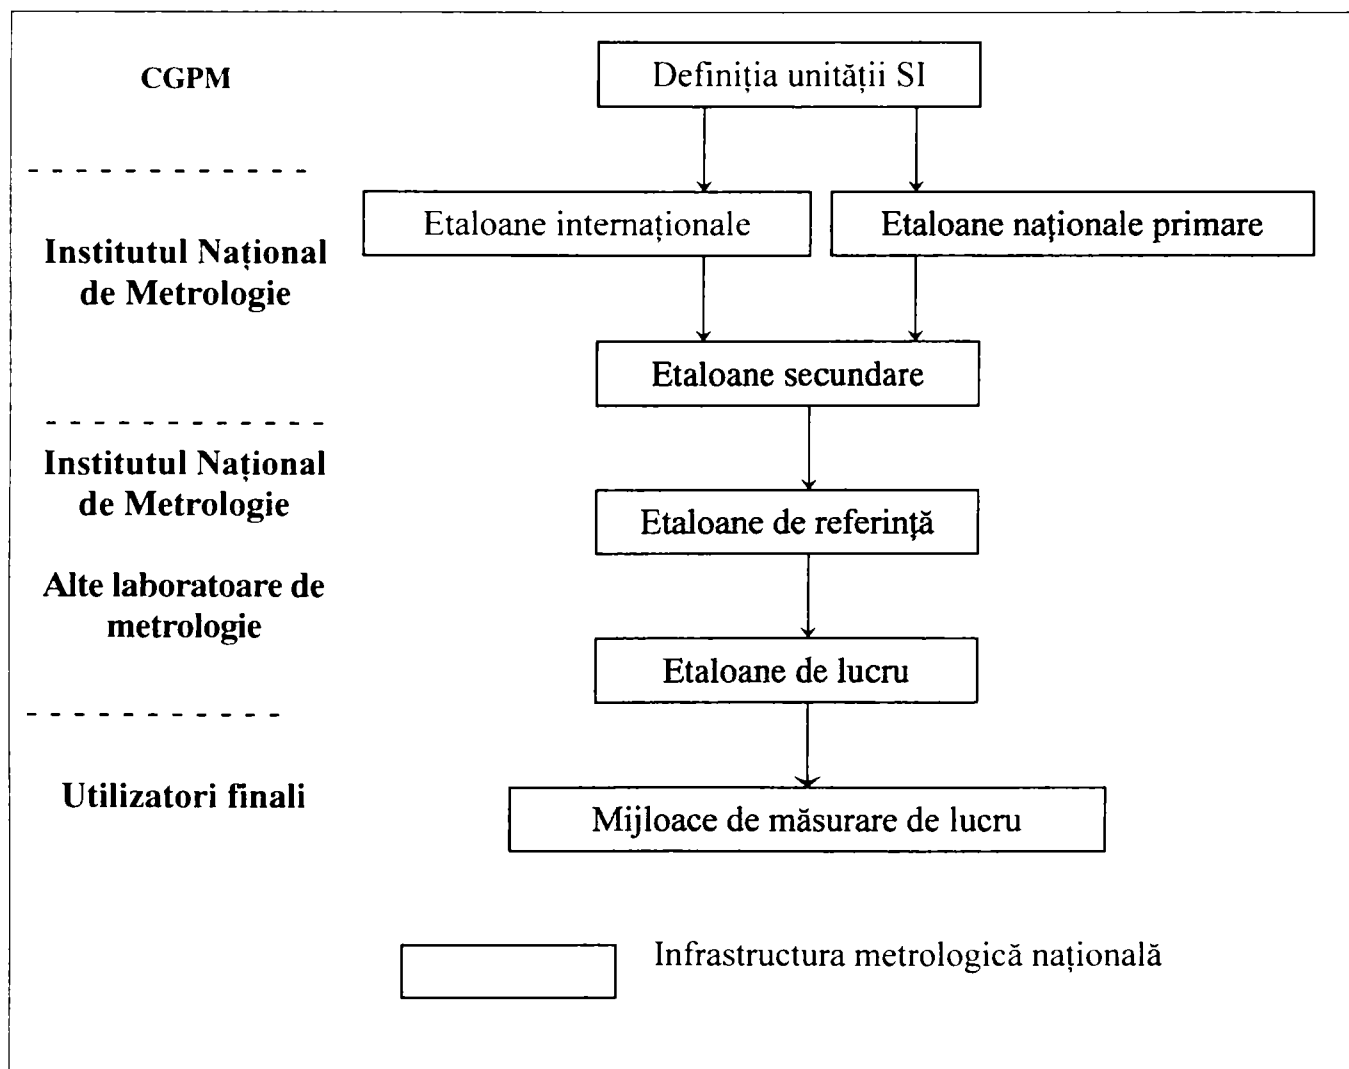 CGPM
Definiția unității SI
Etaloane internaționale
Etaloane naționale primare
Institutul Național
de Metrologie
Etaloane secundare
Institutul Național
de Metrologie
Etaloane de referință
Alte laboratoare de
metrologie
Etaloane de lucru
Utilizatori finali
Mijloace de măsurare de lucru
Infrastructura metrologică națională